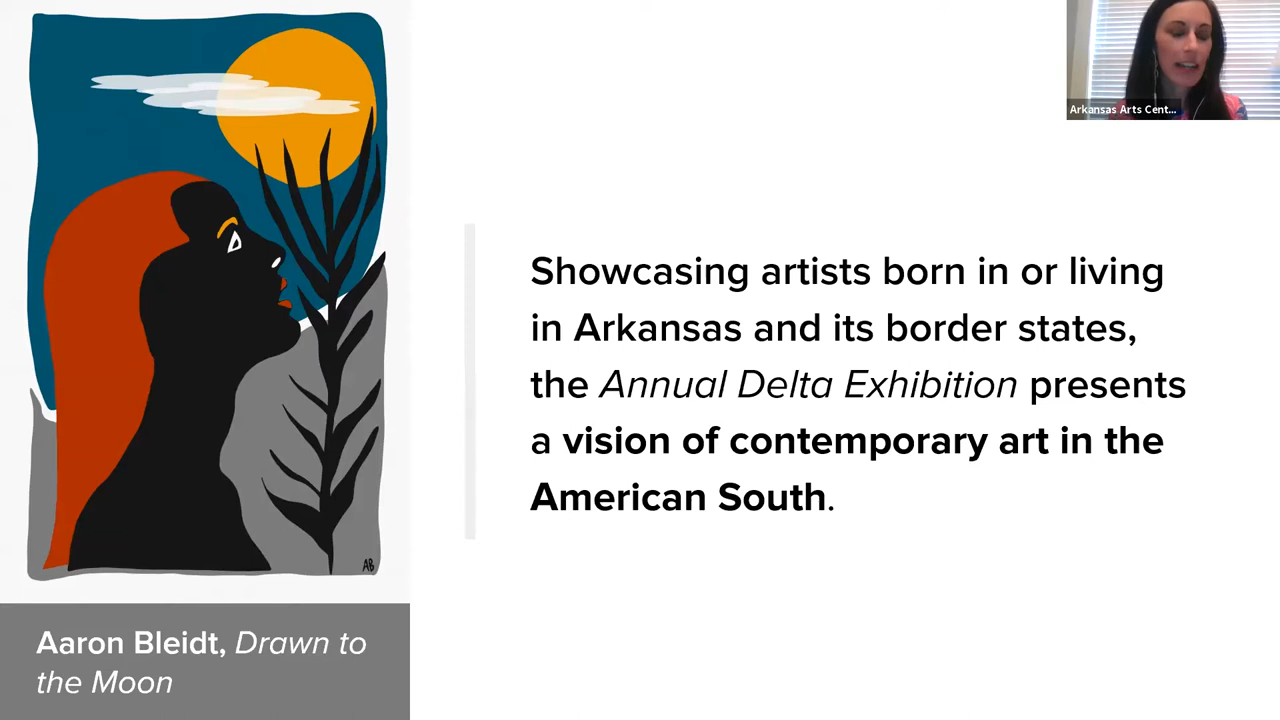 Arkansas Arts Cent...
Showcasing artists born in or living
in Arkansas and its border states,
the Annual Delta Exhibition presents
a vision of contemporary art in the
American South.
AB
Aaron Bleidt, Drawn to
the Moon